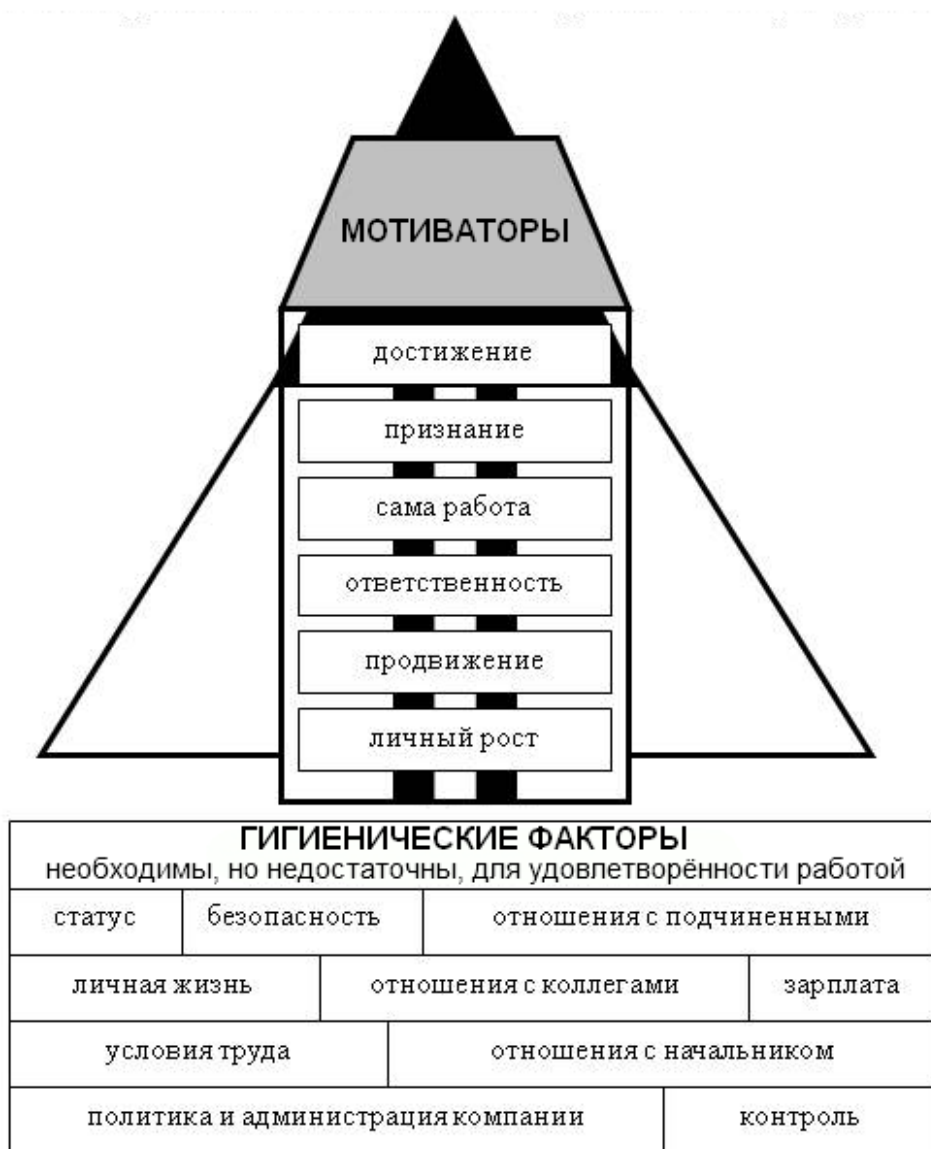 МОТИВАТОРЫ
достижение
признание
сама работа
ответственность
продвижение
личный рост
ГИГИЕНИЧЕСКИЕ ФАКТОРЫ
необходимы, но недостаточны, для удовлетворённости работой
статус безопасность отношения с подчиненными
личная жизнь отношения с коллегами зарплата
условия труда отношения с начальником
политика и администрация компании контроль